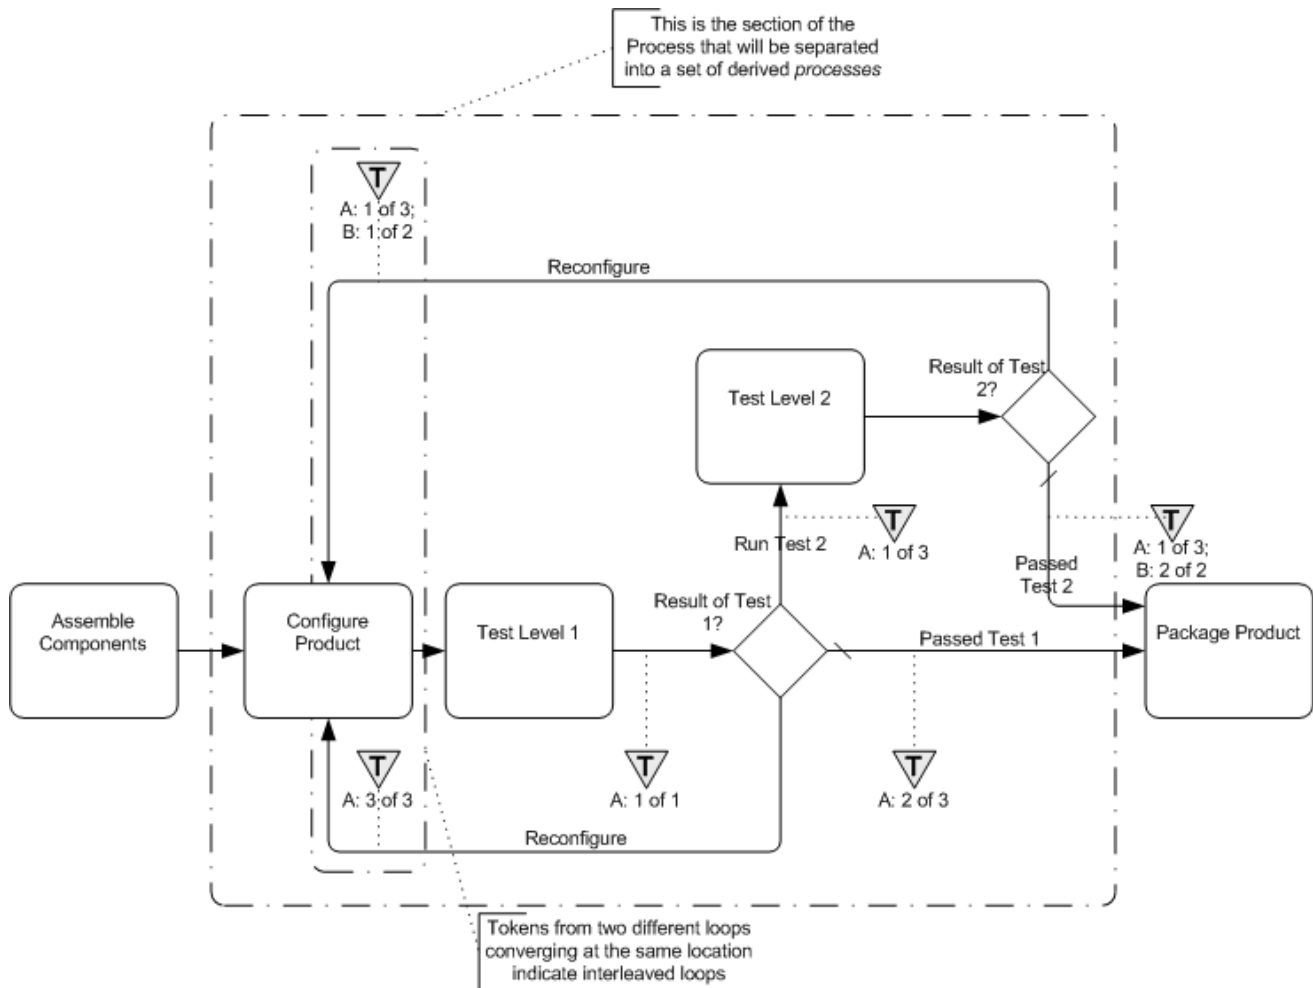 This is the section of the
Process that will be separated
into a set of derived processes
T
A: 1 of 3;
B: 1 of 2
Reconfigure
Test Level 2
Result of Test
2?
T
A: 1 of 3
Run Test 2
T
A: 1 of 3;
B: 2 of 2
Passed
Test 2
Assemble
Components
Configure
Product
Test Level 1
Result of Test
1?
Passed Test 1
Package Product
T
A: 3 of 3
T
A: 1 of 1
T
A: 2 of 3
Reconfigure
Tokens from two different loops
converging at the same location
indicate interleaved loops